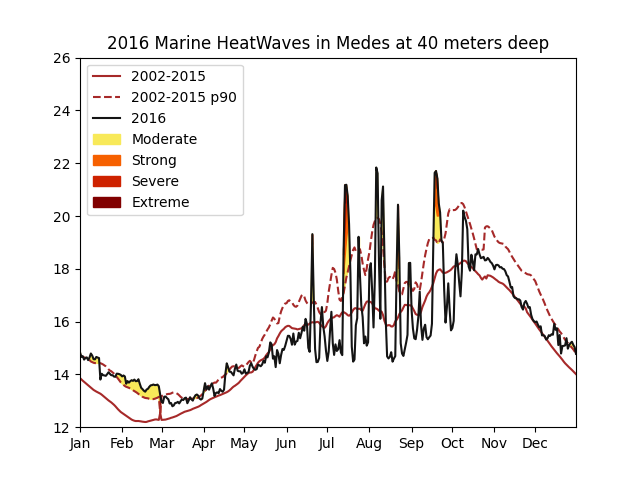 2016 Marine HeatWaves in Medes at 40 meters deep
26
24
22
20
18
16
14
12
2002-2015
2002-2015 p90
2016
Moderate
Strong
Severe
Extreme
Jan Feb Mar Apr May Jun Jul Aug Sep Oct Nov Dec